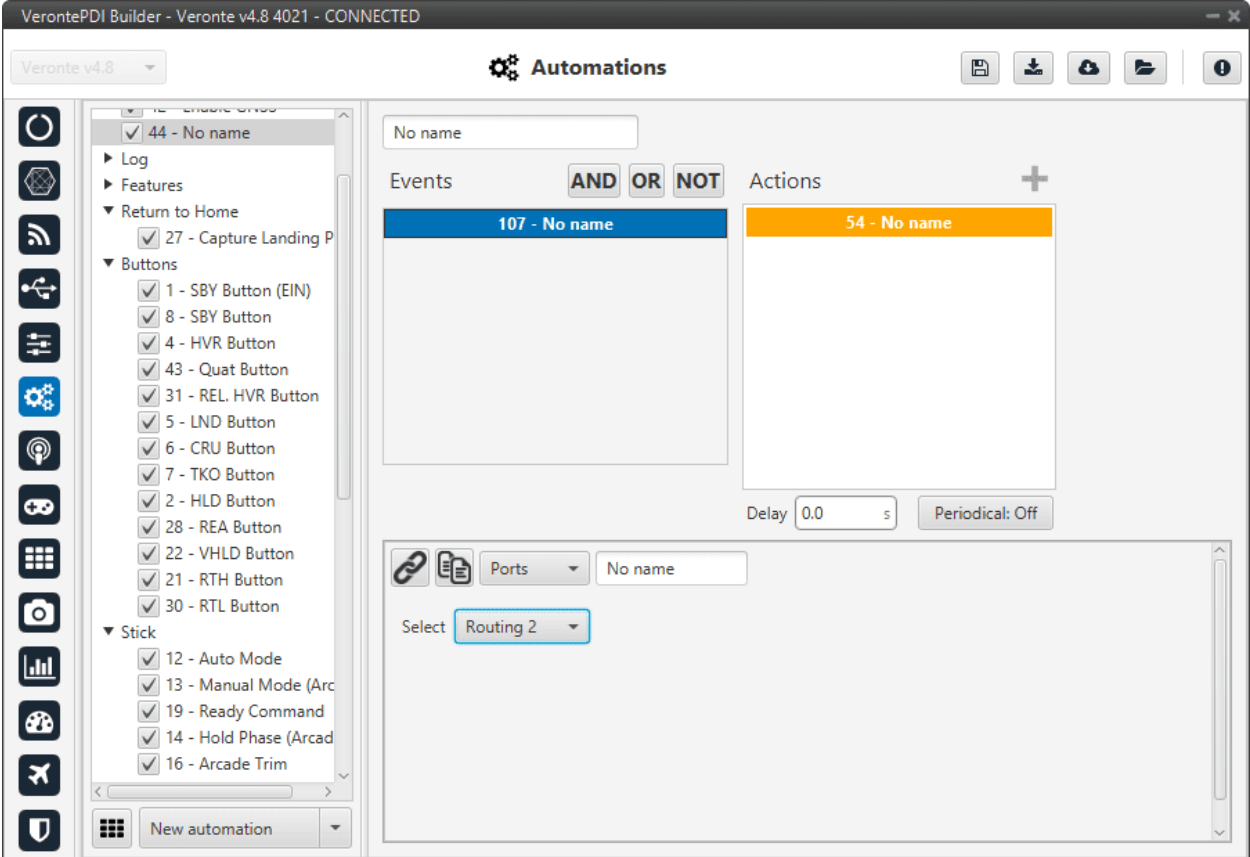 VerontePDI Builder - Veronte v4.8 4021 - CONNECTED
Veronte v4.8
Automations
44 - No name
Log
Features
Return to Home
27 - Capture Landing P
Buttons
1 - SBY Button (EIN)
8 - SBY Button
4 - HVR Button
43 - Quat Button
31 - REL. HVR Button
5 - LND Button
6 - CRU Button
7 - TKO Button
2 - HLD Button
28 - REA Button
22 - VHLD Button
21 - RTH Button
30 - RTL Button
Stick
12 - Auto Mode
13 - Manual Mode (Arc
19 - Ready Command
14 - Hold Phase (Arcad
16 - Arcade Trim
New automation
No name
Events
AND OR NOT
107 - No name
Actions
54 - No name
Delay 0.0 s
Periodical: Off
Ports
No name
Select Routing 2